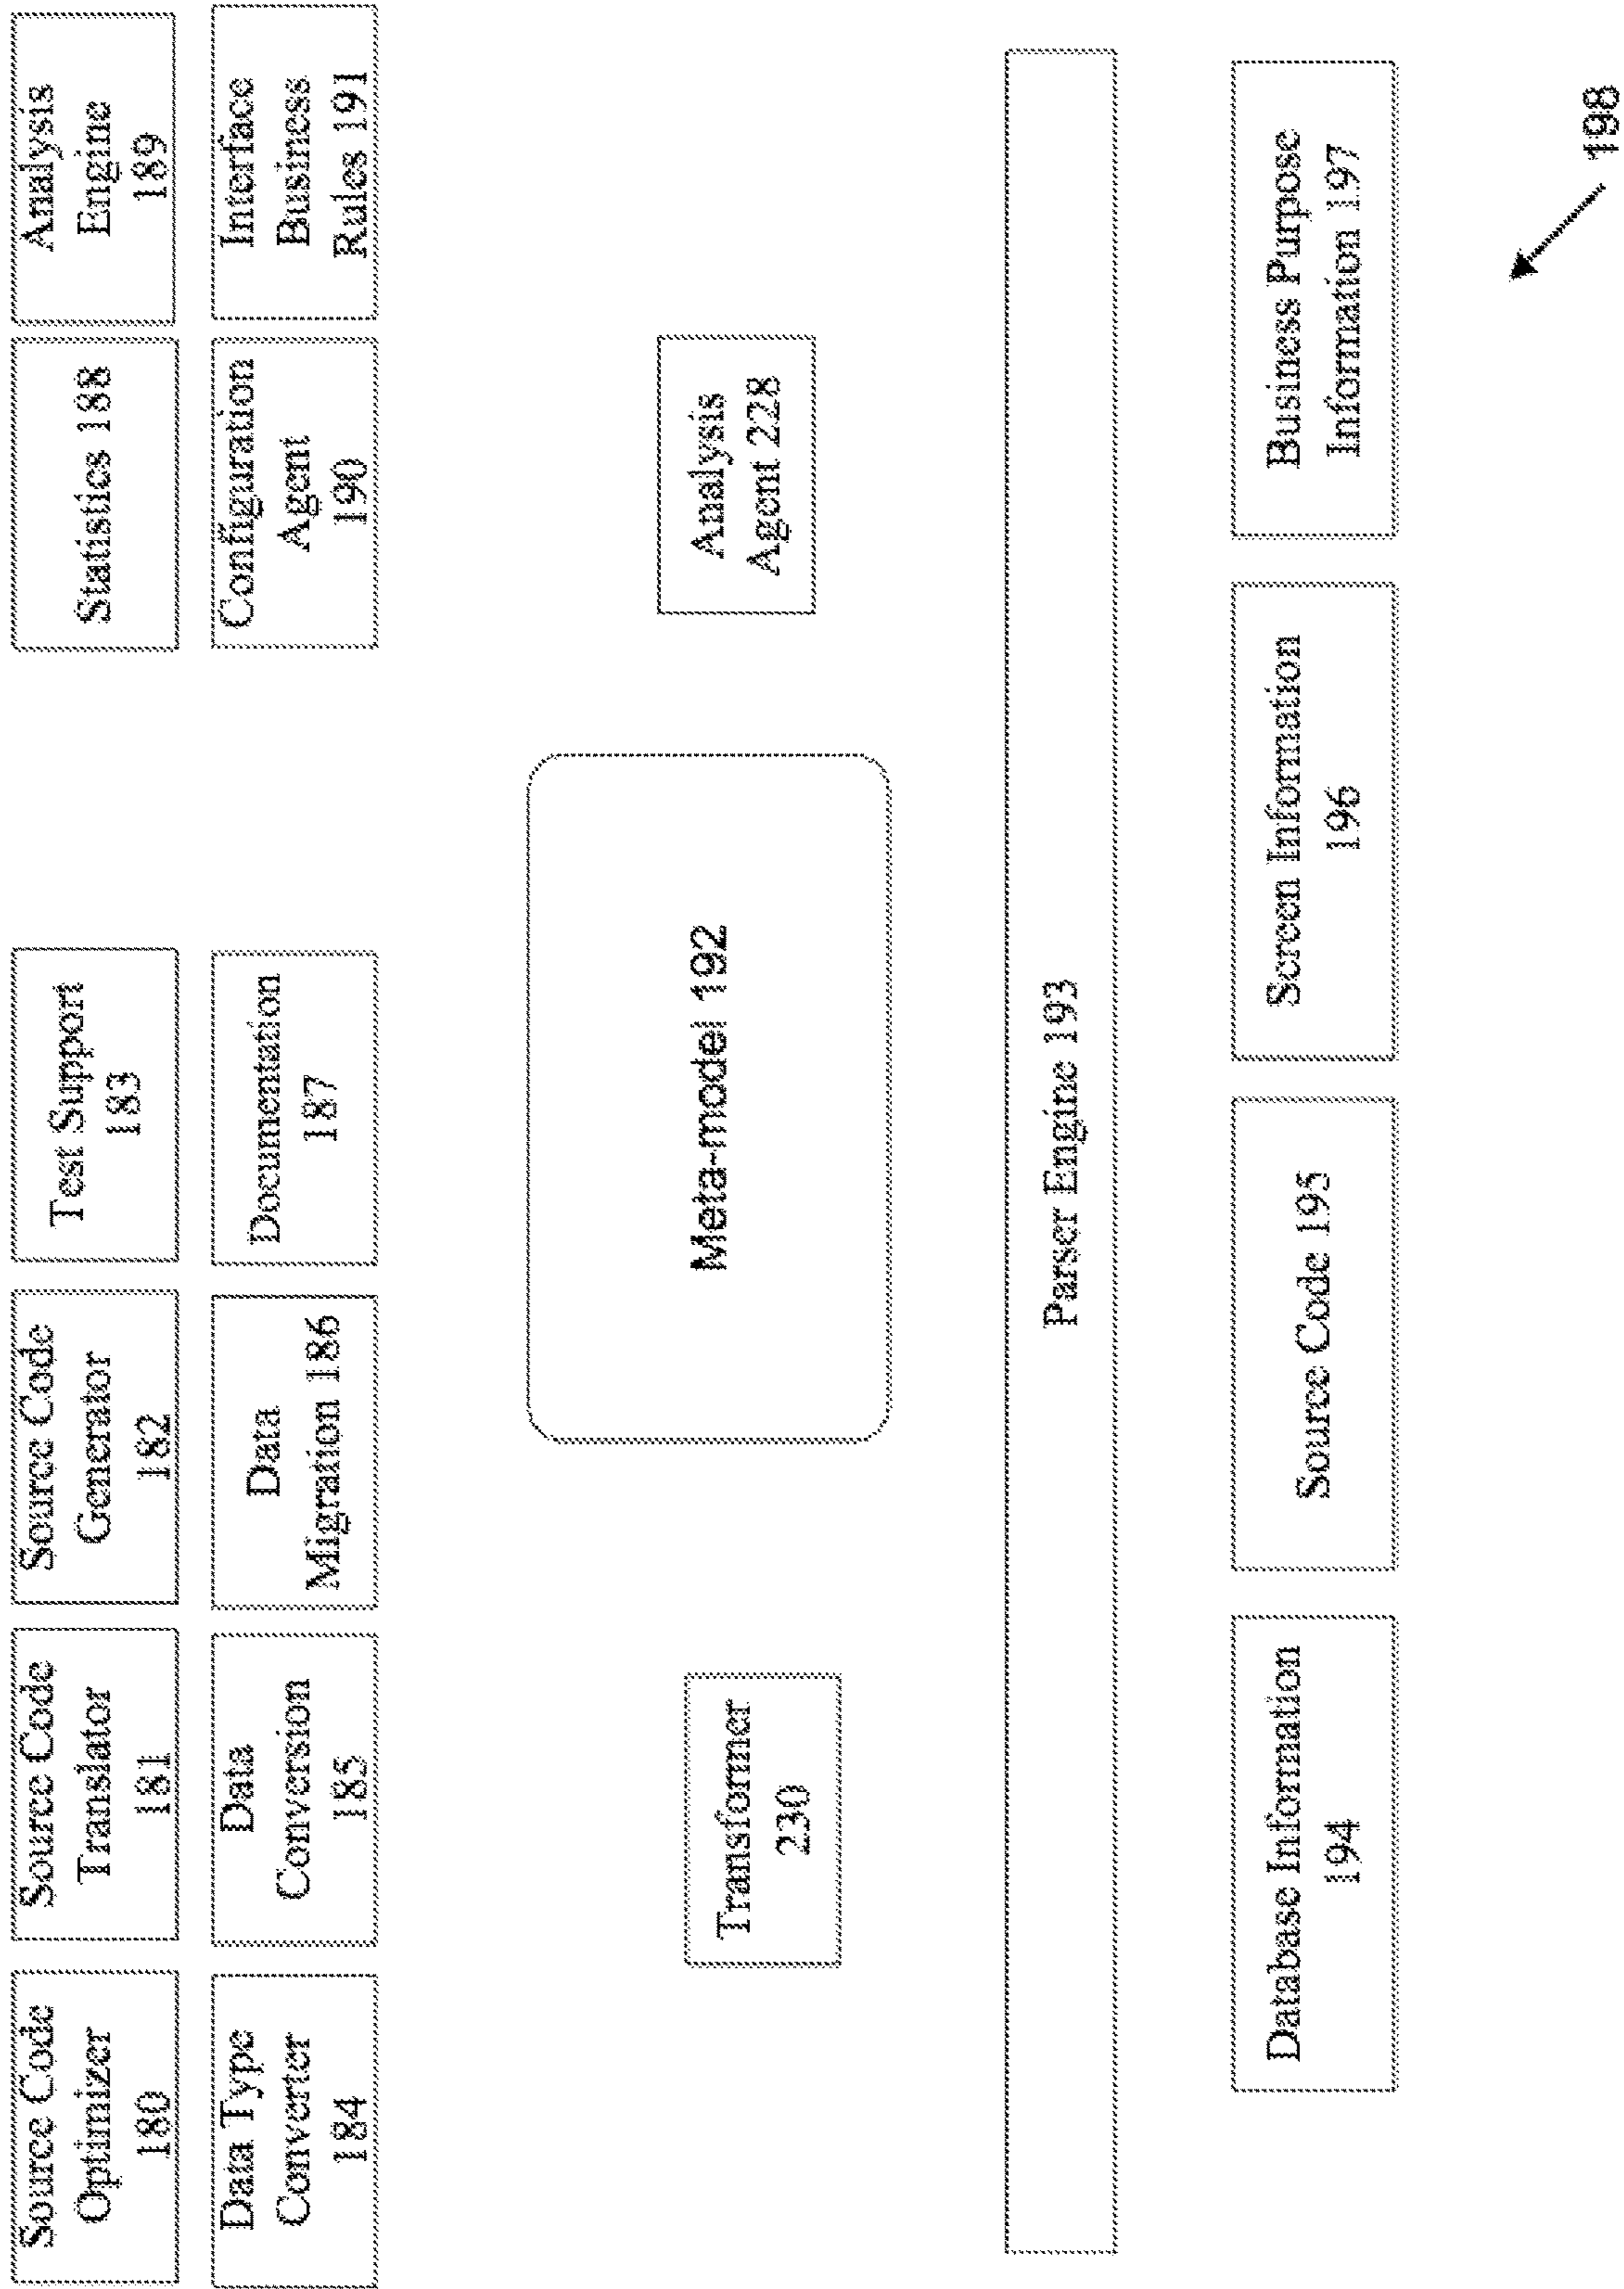 Source Code
Optimizer
180
Source Code
Translator
181
Source Code
Generator
182
Test Support
183
Statistics 188
Analysis
Engine
189
Data Type
Converter
184
Data
Conversion
185
Data
Migration 186
Documentation
187
Configuration
Agent
190
Interface
Business
Rules 191
Transformer
230
Meta-model 192
Analysis
Agent 228
Parser Engine 193
Database Information
194
Source Code 195
Screen Information
196
Business Purpose
Information 197
198